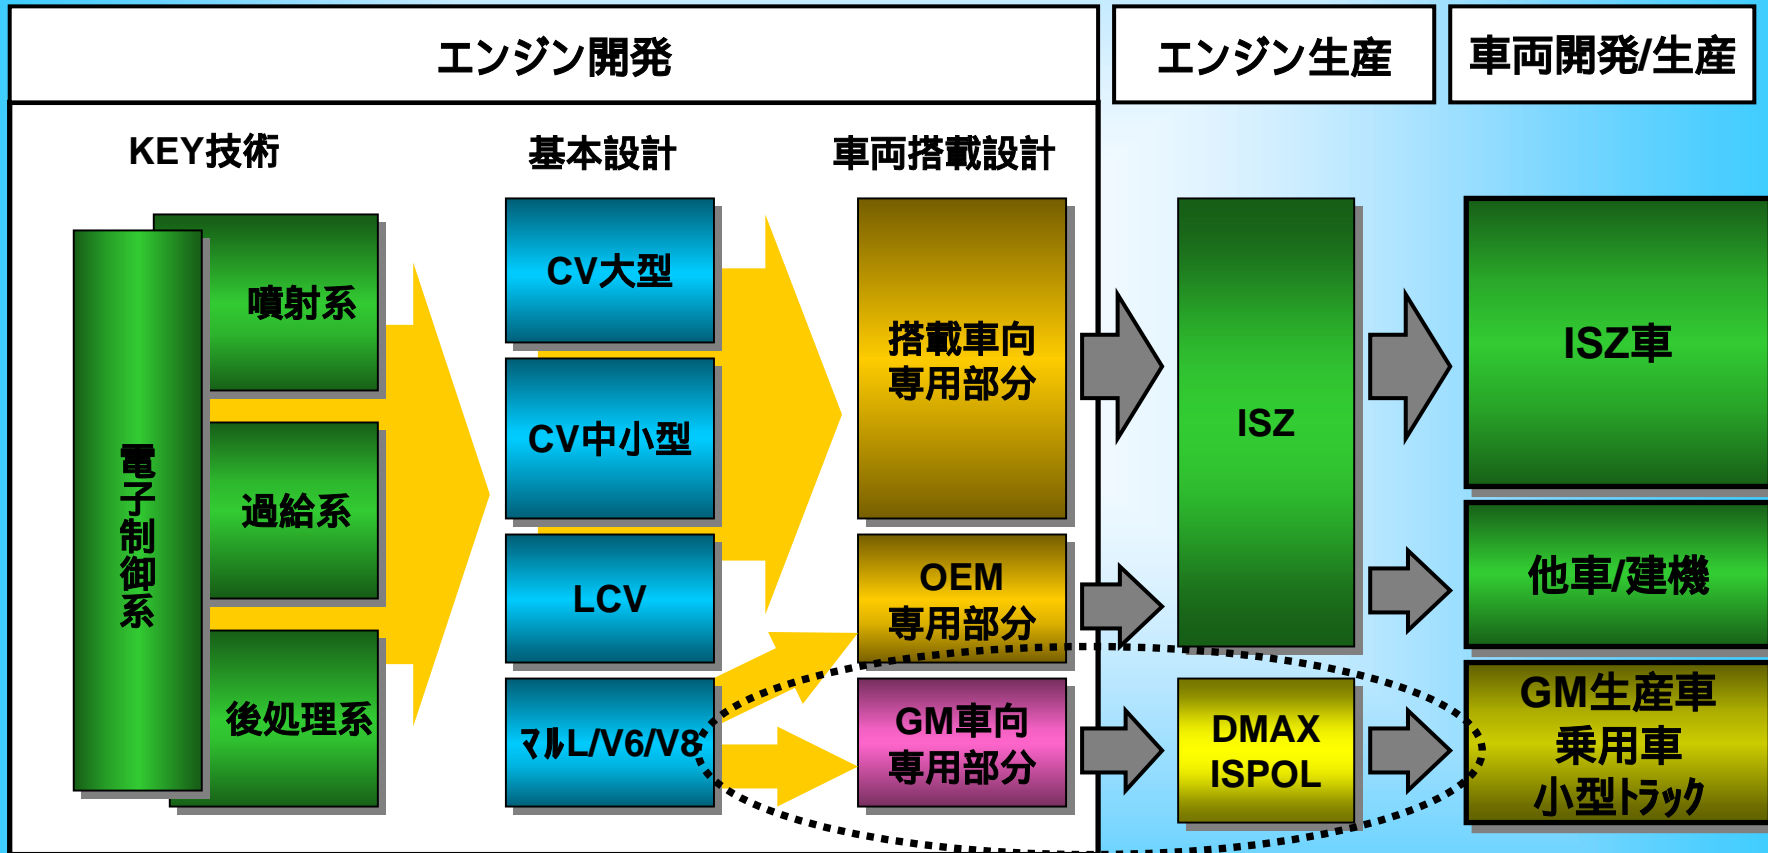 エンジン開発
エンジン生産
車両開発/生産
KEY技術
基本設計
車両搭載設計
電子制御系
噴射系
過給系
後処理系
CV大型
CV中小型
LCV
ﾏﾙL/V6/V8
搭載車向
専用部分
OEM
専用部分
GM車向
専用部分
ISZ
DMAX
ISPOL
ISZ車
他車/建機
GM生産車
乗用車
小型ﾄﾗｯｸ